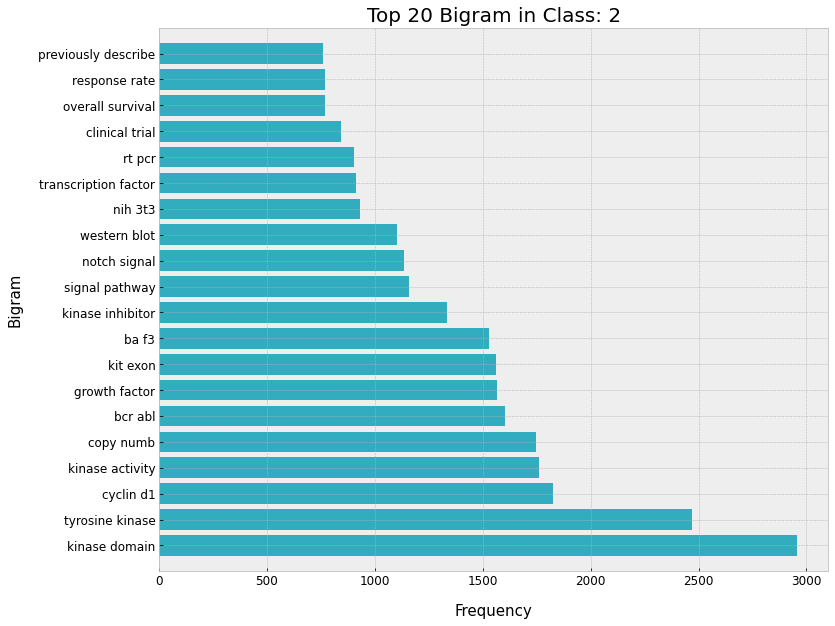 Top 20 Bigram in Class: 2
previously describe
response rate
overall survival
clinical trial
rt pcr
transcription factor
nih 3t3
western blot
notch signal
signal pathway
kinase inhibitor
ba f3
kit exon
growth factor
bcr abl
copy numb
kinase activity
cyclin d1
tyrosine kinase
kinase domain
Bigram
0 500 1000 1500 2000 2500 3000
Frequency